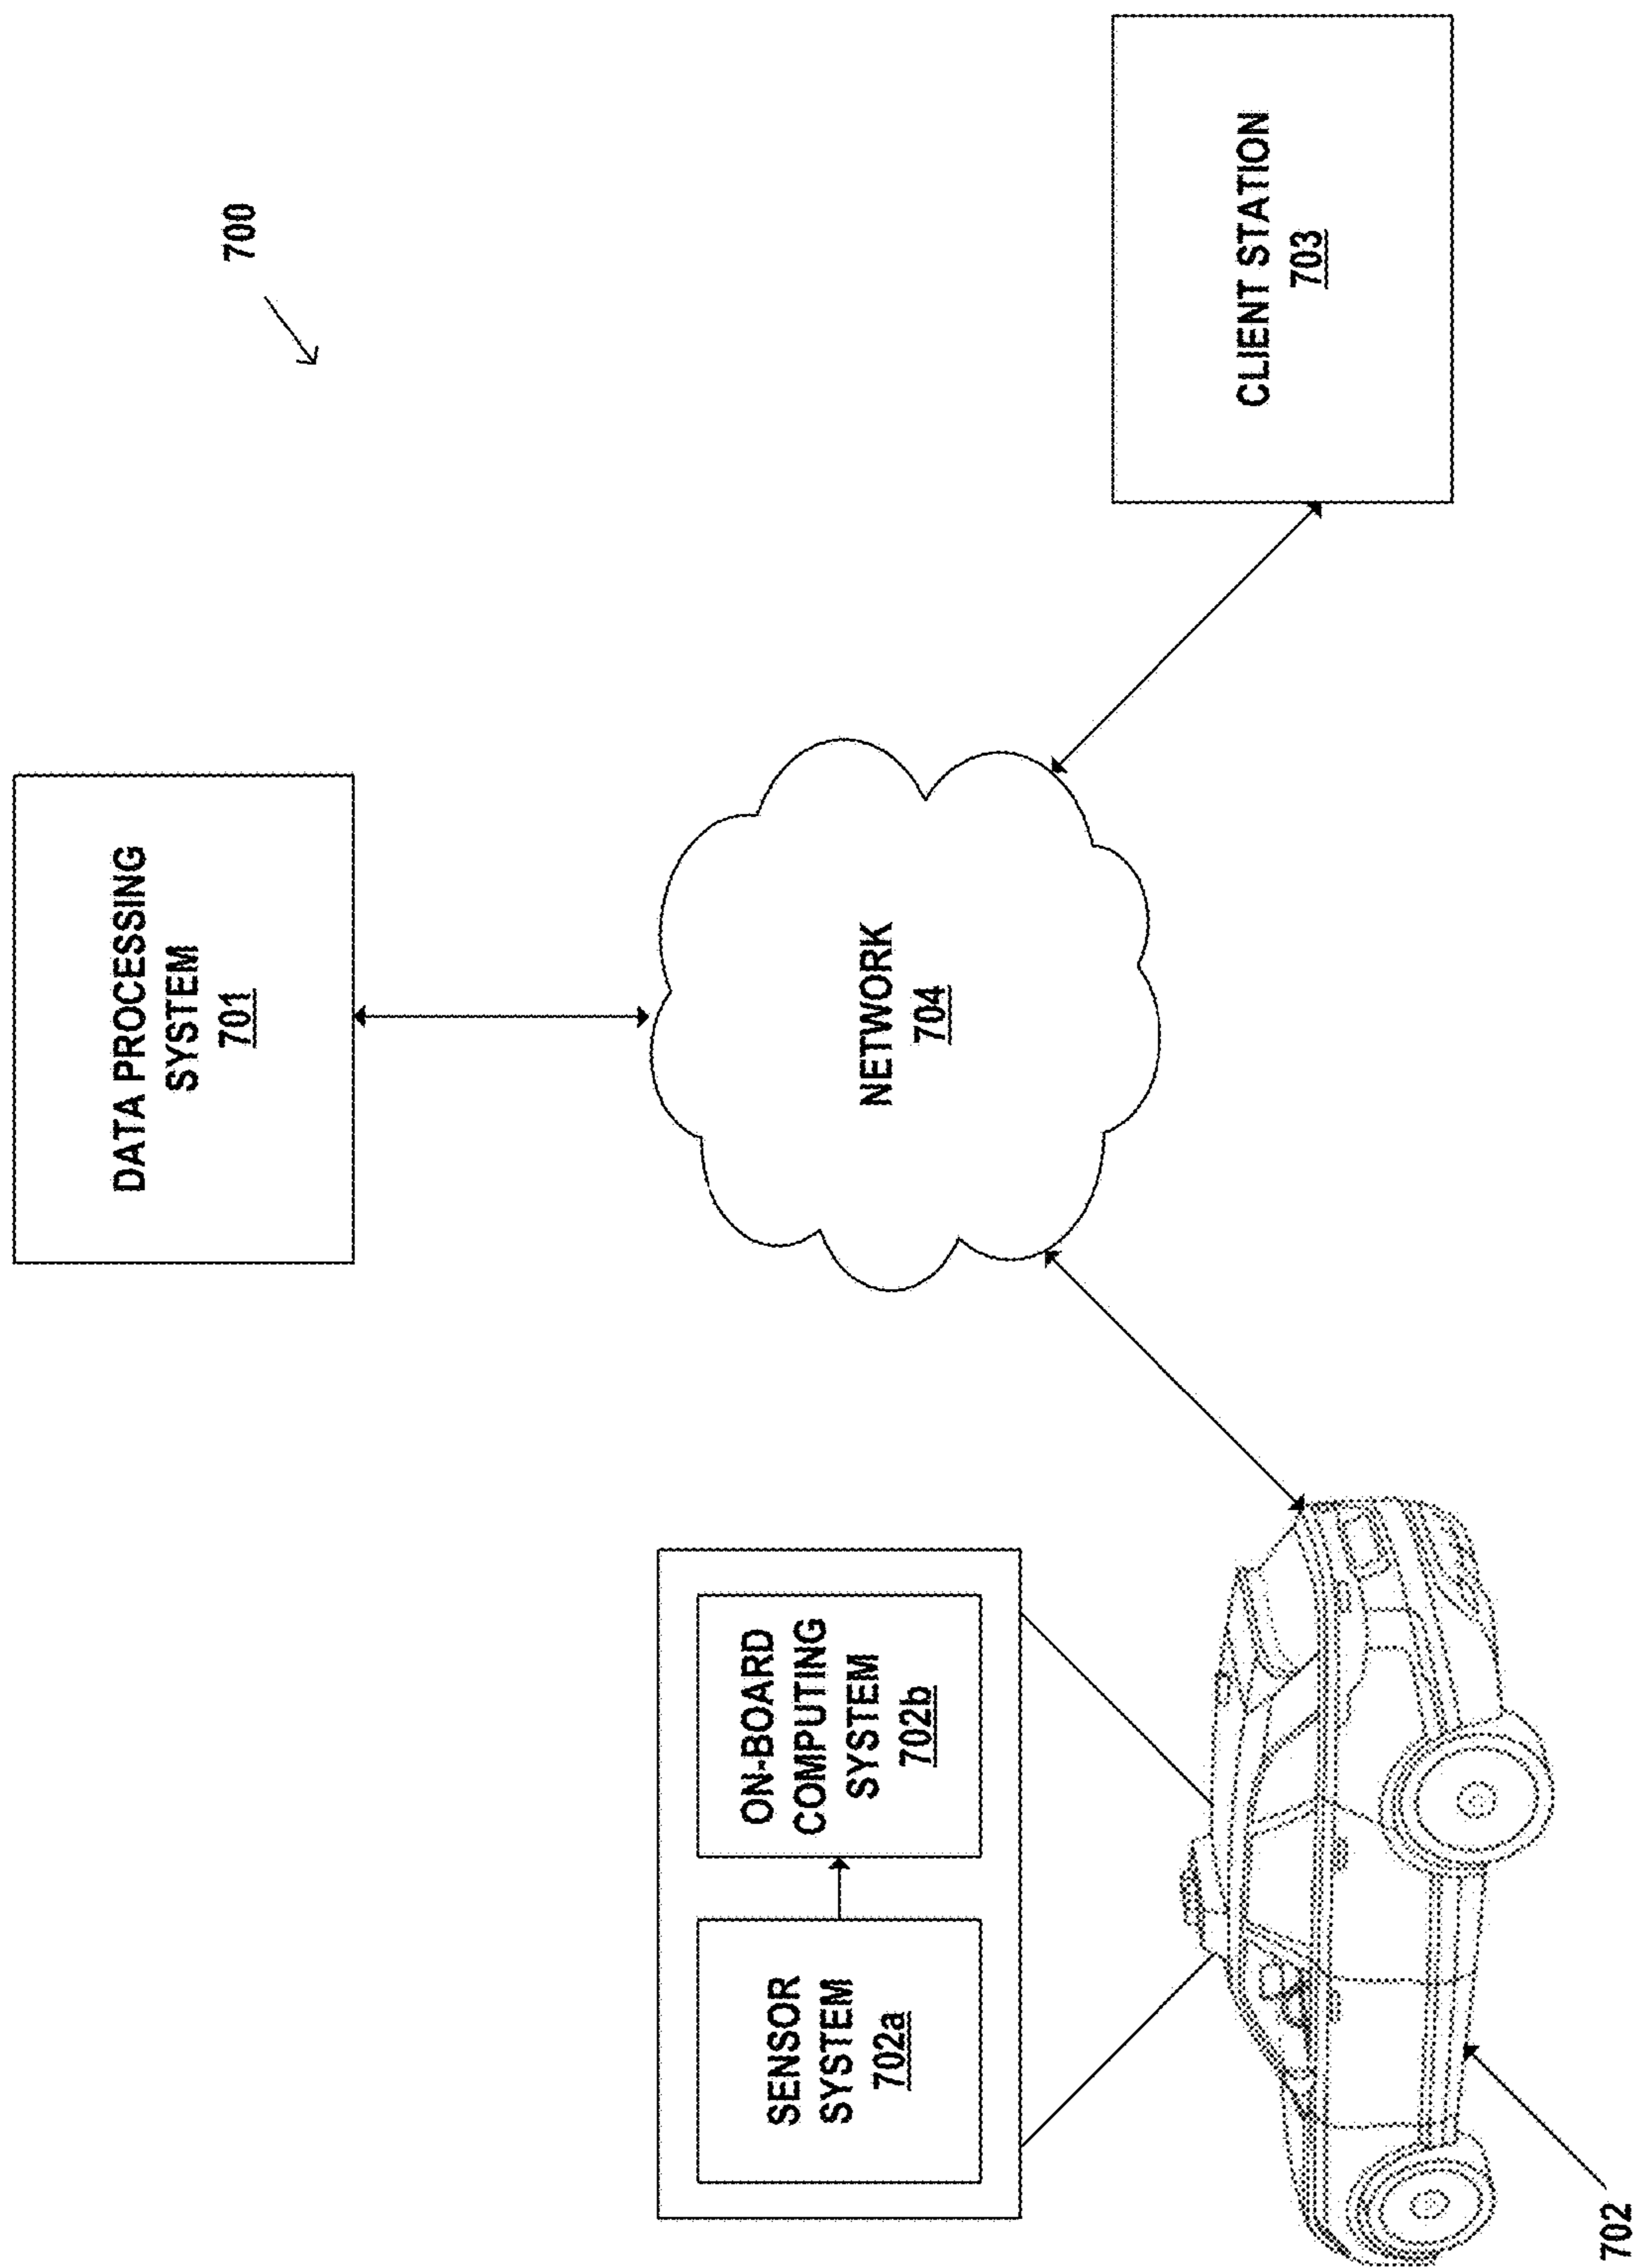 700
DATA PROCESSING
SYSTEM
701
NETWORK
704
CLIENT STATION
703
SENSOR
SYSTEM
702a
ON-BOARD
COMPUTING
SYSTEM
702b
702